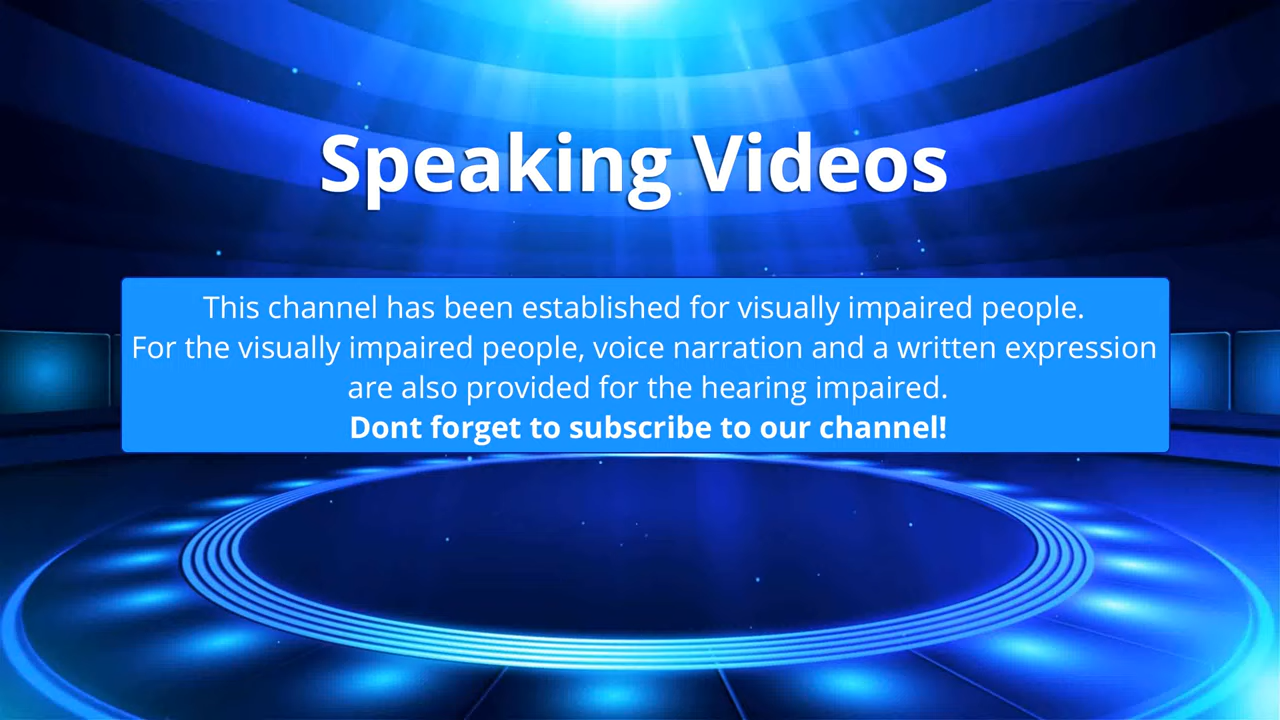 Speaking Videos
This channel has been established for visually impaired people.
For the visually impaired people, voice narration and a written expression
are also provided for the hearing impaired.
Dont forget to subscribe to our channel!